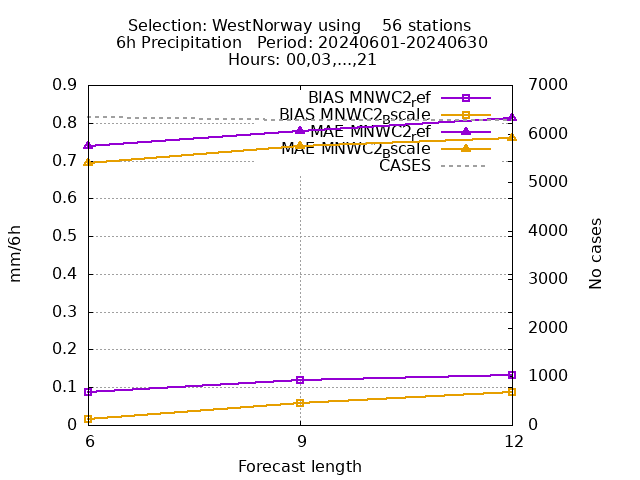 Selection: WestNorway using 56 stations
6h Precipitation Period: 20240601-20240630
Hours: 00,03,...,21
0.9
0.8
0.7
0.6
0.5
0.4
0.3
0.2
0.1
0
7000
6000
5000
4000
3000
2000
1000
0
BIAS MNWC2ref
BIAS MNWC2Bscale
MAE MNWC2ref
MAE MNWC2Bscale
CASES
mm/6h
No cases
6 9 12
Forecast length